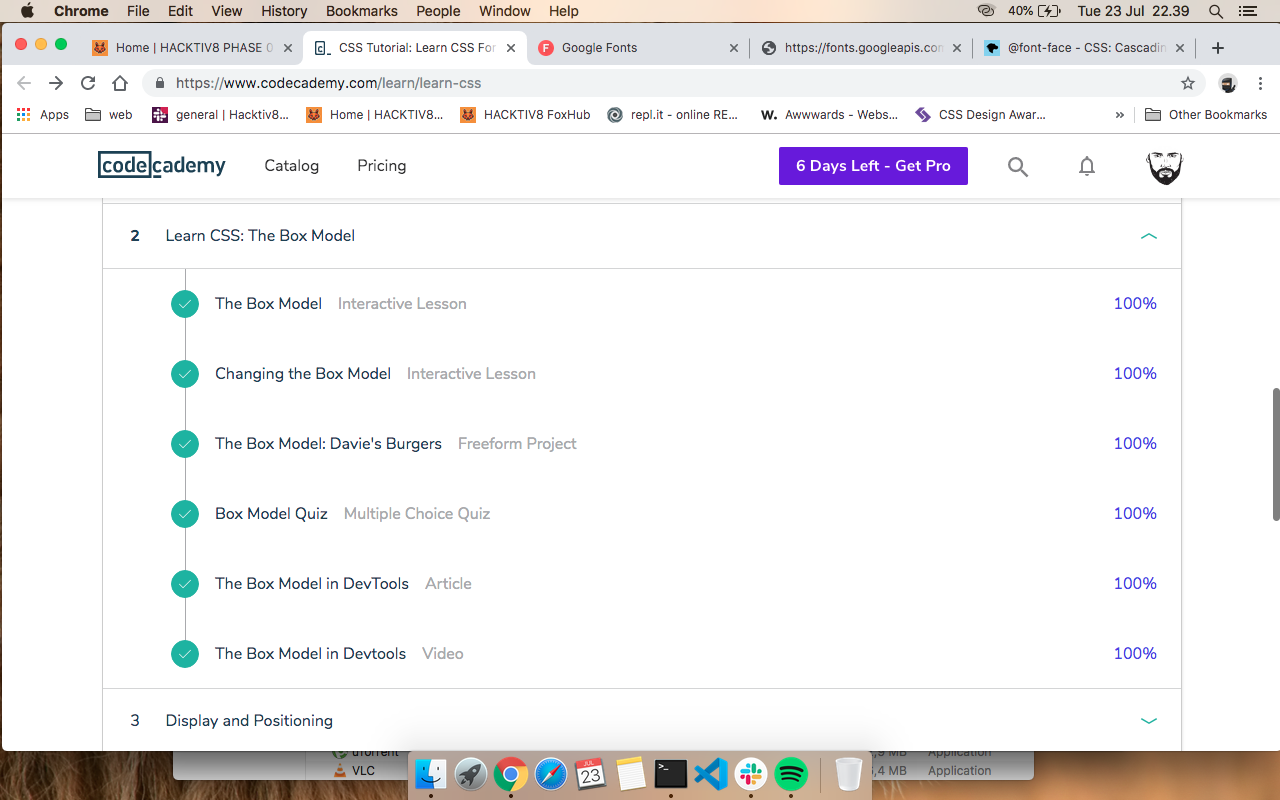 Chrome File Edit View History Bookmarks People Window Help 40% Tue 23 Jul 22.39
Home | HACKTIV8 PHASE 0 CSS Tutorial: Learn CSS For Google Fonts https://fonts.googleapis.com @font-face - CSS: Cascadin
https://www.codecademy.com/learn/learn-css
Apps web general | Hacktiv8... Home | HACKTIV8... HACKTIV8 FoxHub repl.it - online RE... W. Awwwards - Webs... CSS Design Awar... » Other Bookmarks
codecademy Catalog Pricing 6 Days Left - Get Pro
2 Learn CSS: The Box Model
The Box Model Interactive Lesson 100%
Changing the Box Model Interactive Lesson 100%
The Box Model: Davie's Burgers Freeform Project 100%
Box Model Quiz Multiple Choice Quiz 100%
The Box Model in DevTools Article 100%
The Box Model in Devtools Video 100%
3 Display and Positioning
uTorrent MB Application
VLC ,4 MB Application
JUL
23